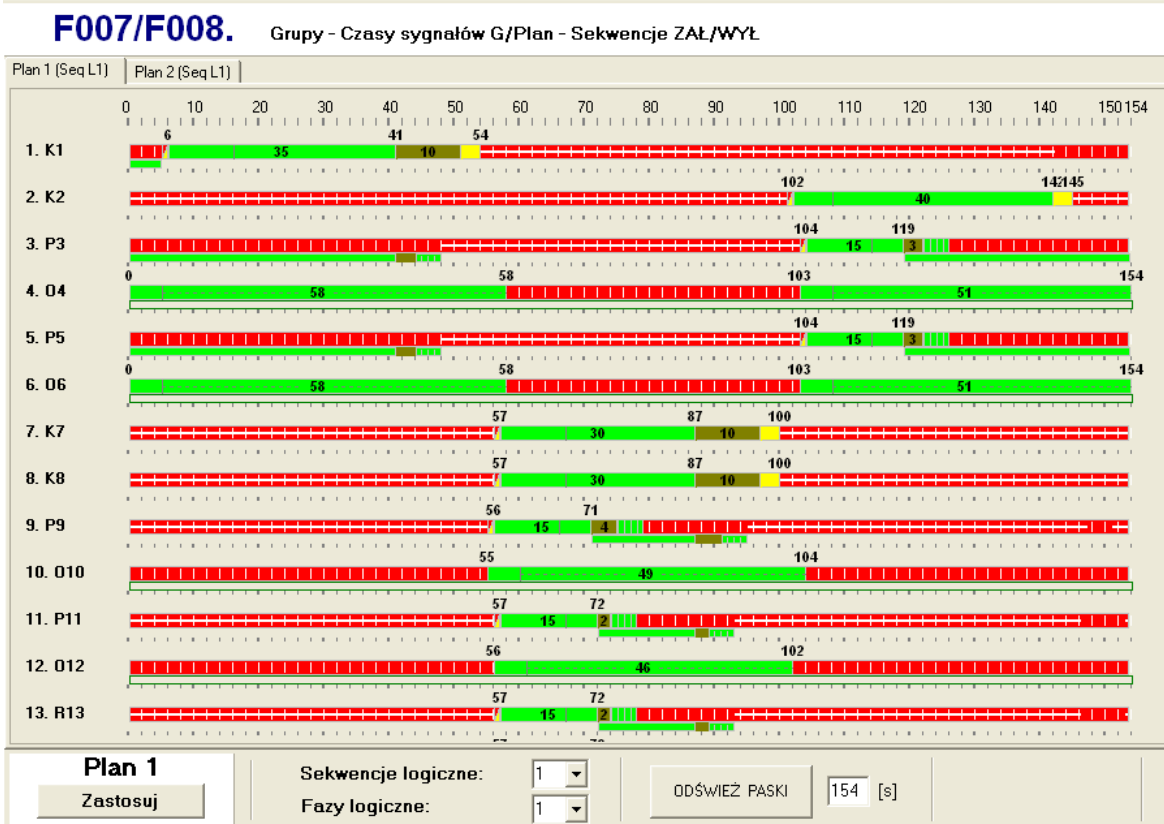 F007/F008. Grupy - Czasy sygnałów G/Plan - Sekwencje ZAŁ/WYŁ
Plan 1 (Seq L1) Plan 2 (Seq L1)
0 10 20 30 40 50 60 70 80 90 100 110 120 130 140 150 154
6 41 54
1. K1 35 10
102 142 145
2. K2 40
104 119
3. P3 15 3
0 58 103 154
4. O4 58 51
104 119
5. P5 15 3
0 58 103 154
6. O6 58 51
57 87 100
7. K7 30 10
57 87 100
8. K8 30 10
56 71
9. P9 15 4
55 104
10. O10 49
57 72
11. P11 15 2
56 102
12. O12 46
57 72
13. R13 15 2
Plan 1
Zastosuj
Sekwencje logiczne: 1
Fazy logiczne: 1
ODŚWIEŻ PASKI 154 [s]